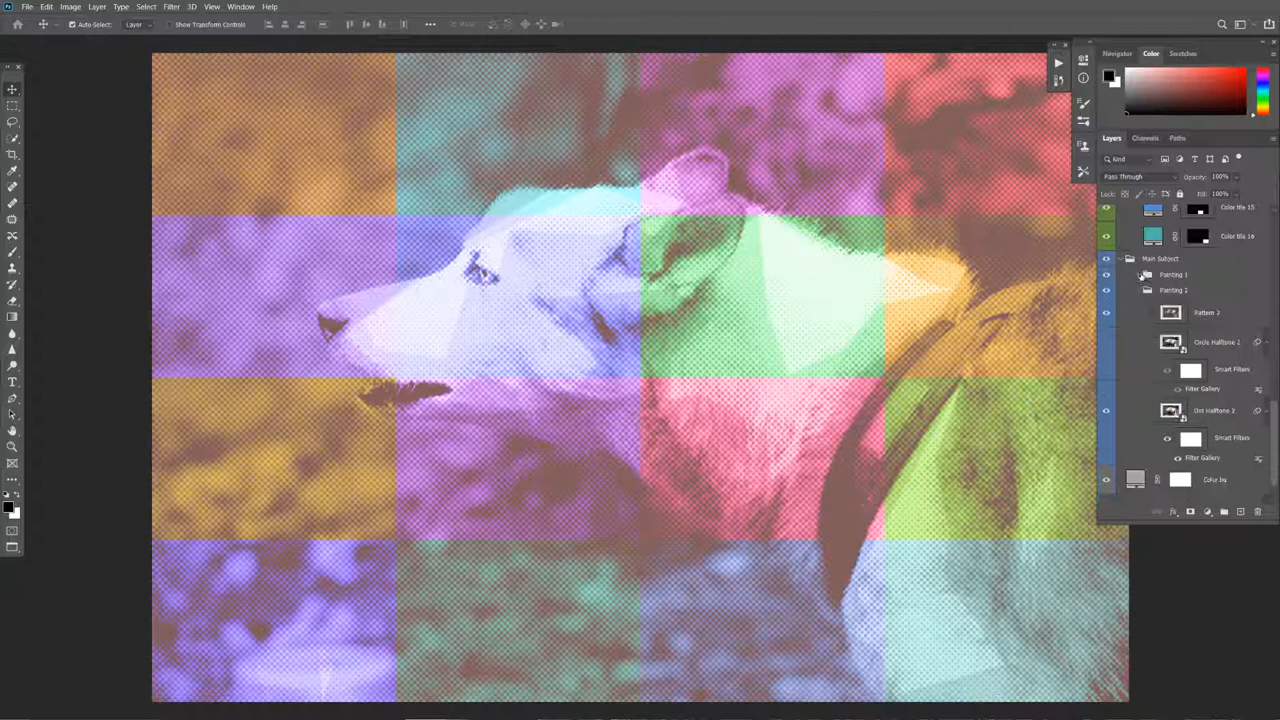 File Edit Image Layer Type Select Filter 3D View Window Help
Auto-Select: Layer Show Transform Controls
Navigator Color Swatches
Layers Channels Paths
Kind
Pass Through Opacity: 100%
Lock: Fill: 100%
Color tile 15
Color tile 16
Main Subject
Painting 1
Painting 2
Pattern 2
Circle Halftone 2
Smart Filters
Filter Gallery
Dot Halftone 2
Smart Filters
Filter Gallery
Color bg